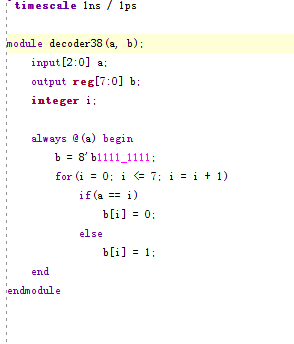 `timescale 1ns / 1ps
module decoder38(a, b);
input[2:0] a;
output reg[7:0] b;
integer i;
always @(a) begin
b = 8'b1111_1111;
for(i = 0; i <= 7; i = i + 1)
if(a == i)
b[i] = 0;
else
b[i] = 1;
end
endmodule